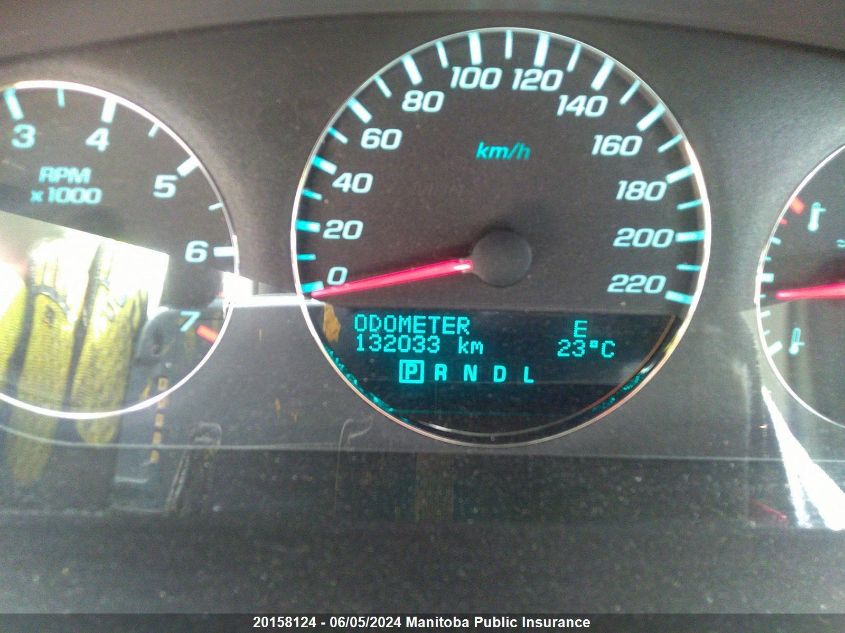 3 4 5 6 7
RPM
x 1000
0 20 40 60 80 100 120 140 160 180 200 220
km/h
ODOMETER E
132033 km 23°C
P R N D L
20158124 - 06/05/2024 Manitoba Public Insurance